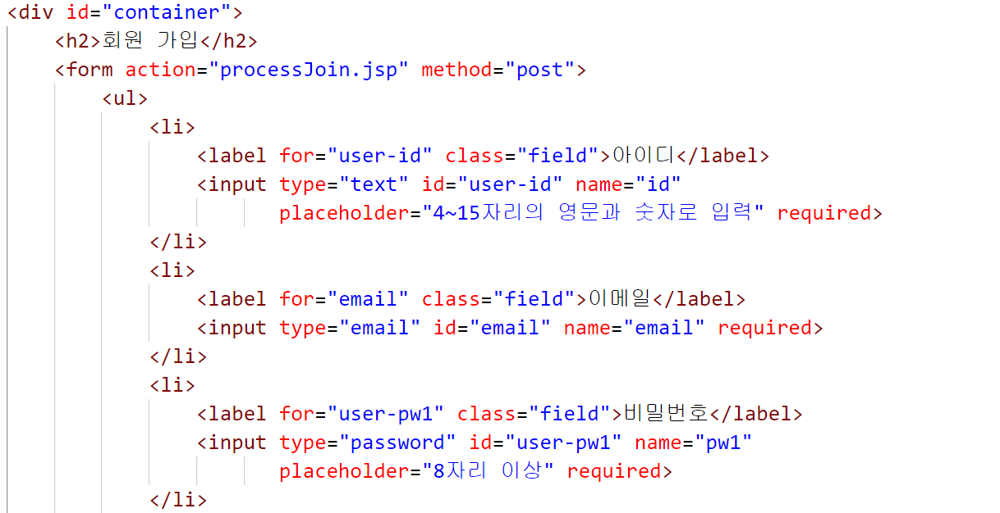 <div id="container">
<h2>회원 가입</h2>
<form action="processJoin.jsp" method="post">
<ul>
<li>
<label for="user-id" class="field">아이디</label>
<input type="text" id="user-id" name="id"
placeholder="4~15자리의 영문과 숫자로 입력" required>
</li>
<li>
<label for="email" class="field">이메일</label>
<input type="email" id="email" name="email" required>
</li>
<li>
<label for="user-pw1" class="field">비밀번호</label>
<input type="password" id="user-pw1" name="pw1"
placeholder="8자리 이상" required>
</li>